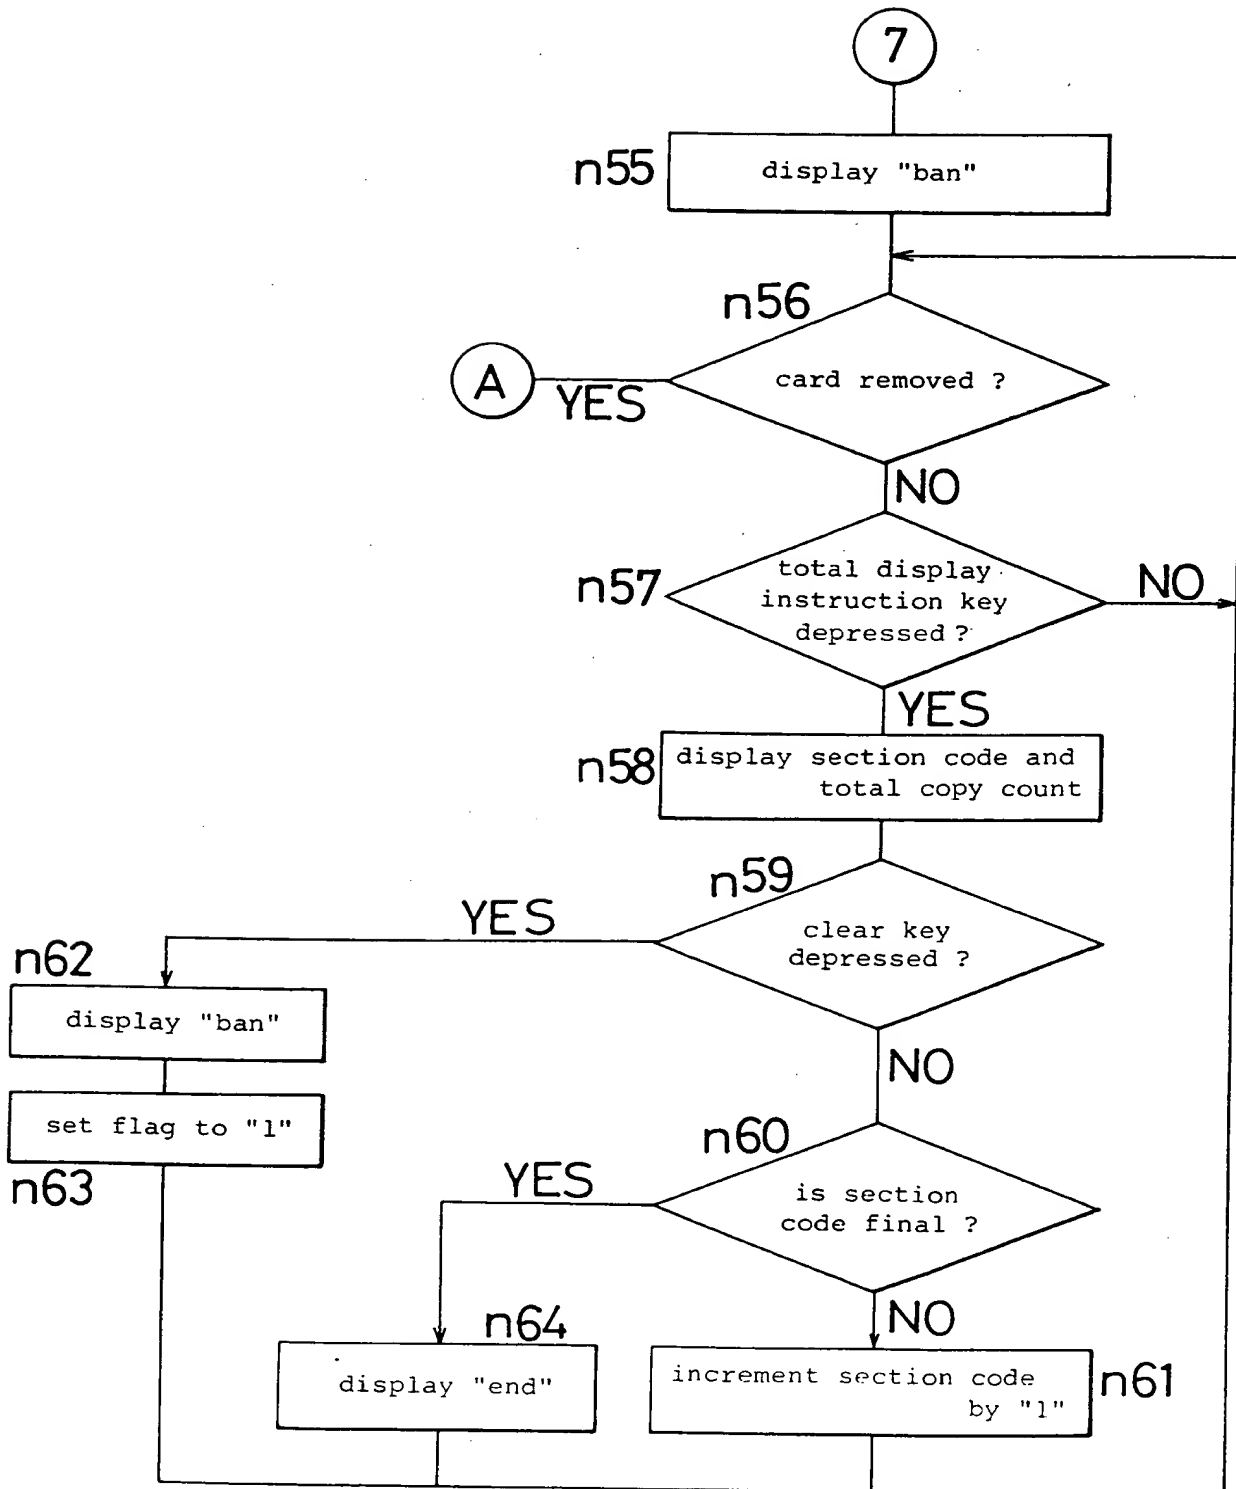 7
n55
display "ban"
n56
card removed ?
A
YES
NO
n57
total display
instruction key
depressed ?
NO
YES
n58
display section code and
total copy count
n59
clear key
depressed ?
YES
n62
display "ban"
NO
set flag to "1"
n63
n60
is section
code final ?
YES
NO
n64
display "end"
increment section code
by "1"
n61